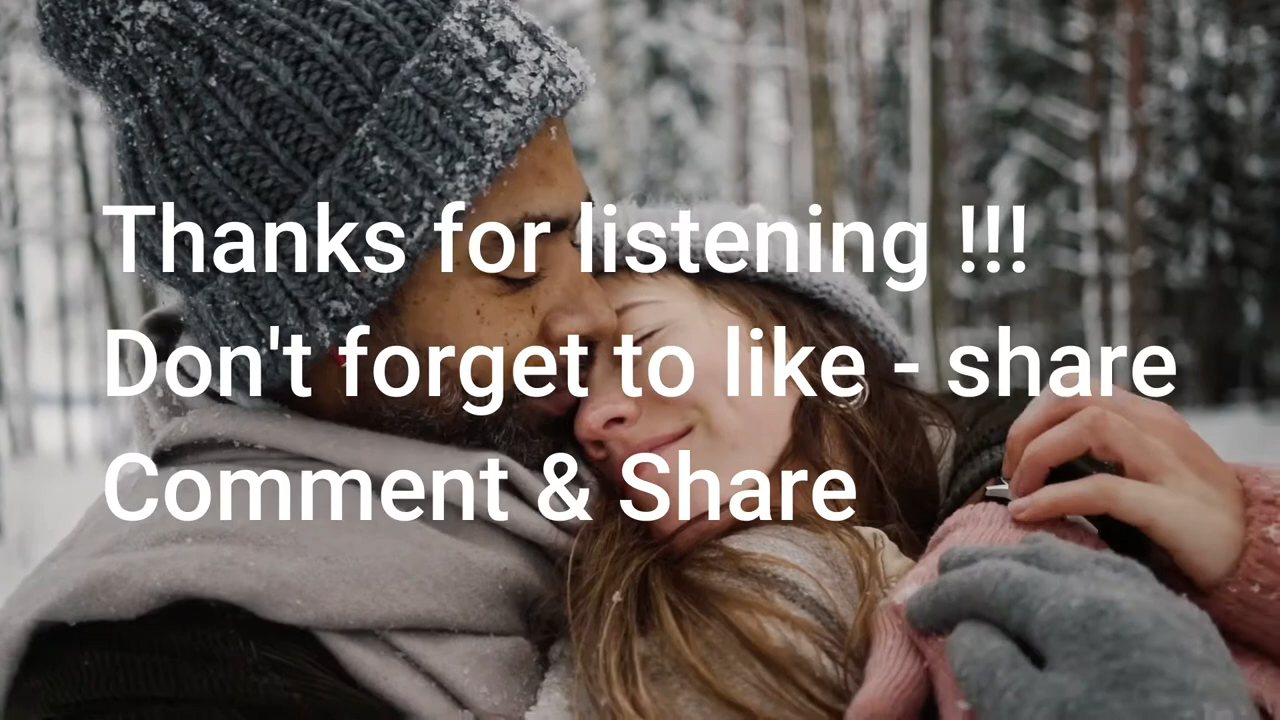 Thanks for listening !!!
Don't forget to like - share
Comment & Share